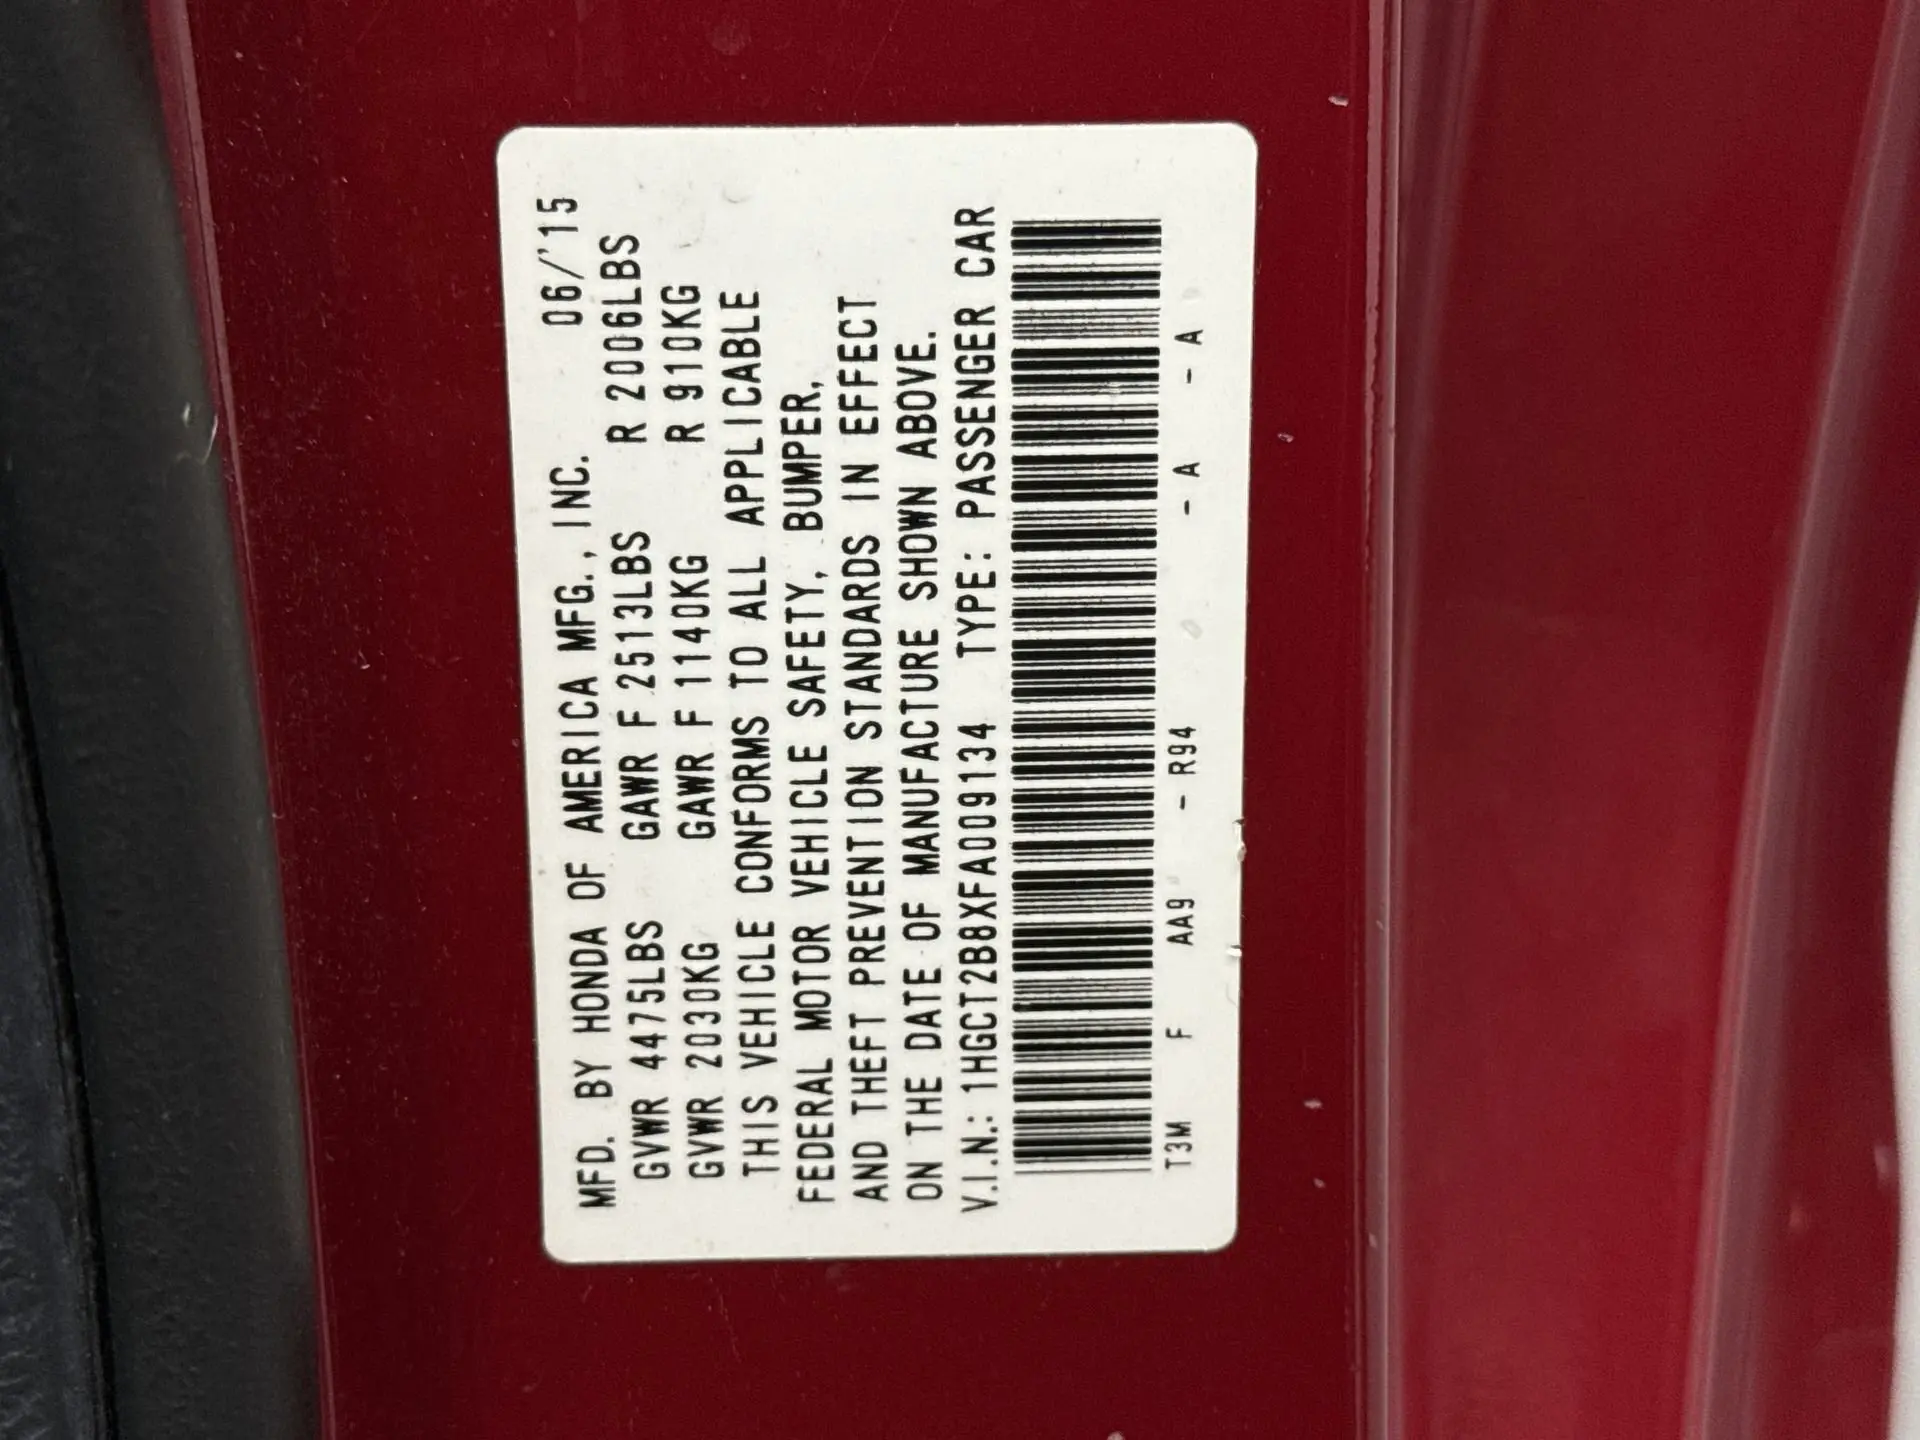 MFD. BY HONDA OF AMERICA MFG., INC. 06/'15
GVWR 4475LBS GAWR F 2513LBS R 2006LBS
GVWR 2030KG GAWR F 1140KG R 910KG
THIS VEHICLE CONFORMS TO ALL APPLICABLE
FEDERAL MOTOR VEHICLE SAFETY, BUMPER,
AND THEFT PREVENTION STANDARDS IN EFFECT
ON THE DATE OF MANUFACTURE SHOWN ABOVE.
V.I.N.: 1HGCT2B8XFA009134 TYPE: PASSENGER CAR
T3M F AA9 - R94 - A - A